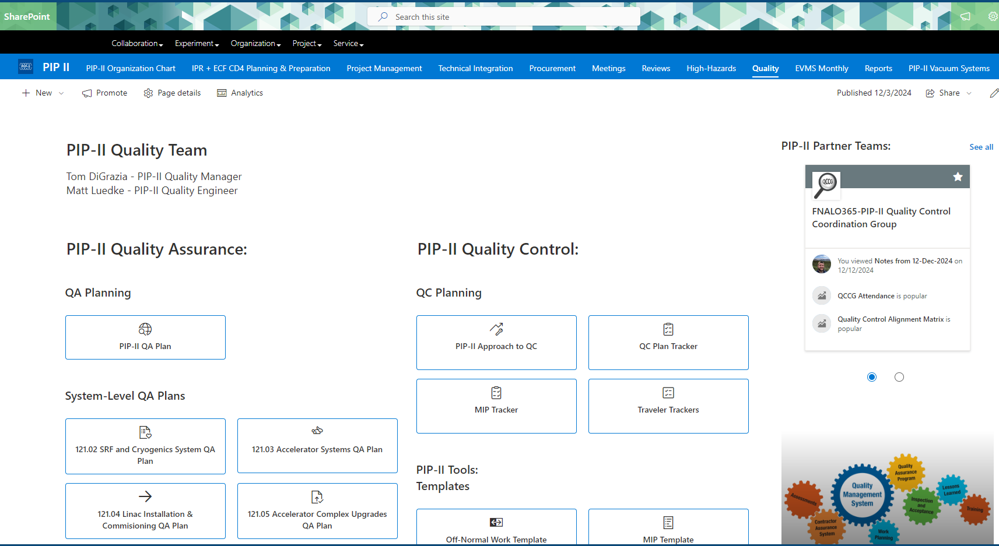 SharePoint
Search this site
Collaboration
Experiment
Organization
Project
Service
PIP-II
PIP II
PIP-II Organization Chart
IPR + ECF CD4 Planning & Preparation
Project Management
Technical Integration
Procurement
Meetings
Reviews
High-Hazards
Quality
EVMS Monthly
Reports
PIP-II Vacuum Systems
New
Promote
Page details
Analytics
Published 12/3/2024
Share
PIP-II Quality Team
Tom DiGrazia - PIP-II Quality Manager
Matt Luedke - PIP-II Quality Engineer
PIP-II Quality Assurance:
QA Planning
PIP-II QA Plan
System-Level QA Plans
121.02 SRF and Cryogenics System QA
Plan
121.03 Accelerator Systems QA Plan
121.04 Linac Installation &
Commisioning QA Plan
121.05 Accelerator Complex Upgrades
QA Plan
PIP-II Quality Control:
QC Planning
PIP-II Approach to QC
QC Plan Tracker
MIP Tracker
Traveler Trackers
PIP-II Tools:
Templates
Off-Normal Work Template
MIP Template
PIP-II Partner Teams:
See all
QCCG
FNALO365-PIP-II Quality Control
Coordination Group
You viewed Notes from 12-Dec-2024 on
12/12/2024
QCCG Attendance is popular
Quality Control Alignment Matrix is
popular
Quality
Assurance
Program
Quality
Management
System
Lessons
Learned
Assessments
Inspection
and
Acceptance
Training
Contractor
Assurance
System
Work
Planning